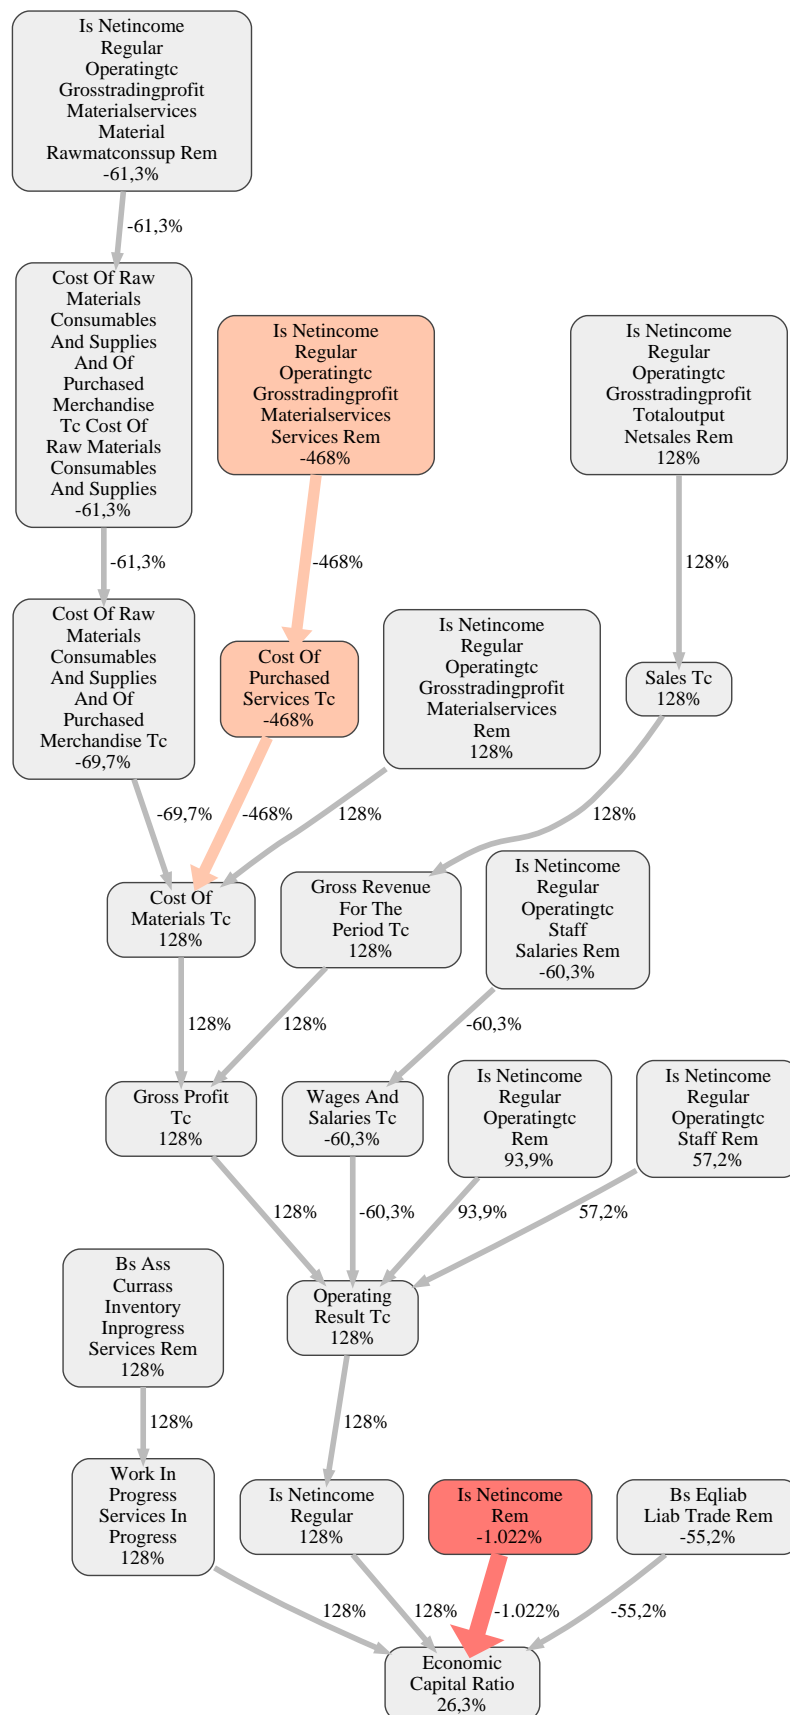 Is Netincome
Regular
Operatingtc
Grosstradingprofit
Materialservices
Material
Rawmatconssup Rem
-61,3%
-61,3%
Cost Of Raw
Materials
Consumables
And Supplies
And Of
Purchased
Merchandise
Tc Cost Of
Raw Materials
Consumables
And Supplies
-61,3%
Is Netincome
Regular
Operatingtc
Grosstradingprofit
Materialservices
Services Rem
-468%
Is Netincome
Regular
Operatingtc
Grosstradingprofit
Totaloutput
Netsales Rem
128%
-61,3%
-468%
128%
Cost Of Raw
Materials
Consumables
And Supplies
And Of
Purchased
Merchandise Tc
-69,7%
Cost Of
Purchased
Services Tc
-468%
Is Netincome
Regular
Operatingtc
Grosstradingprofit
Materialservices
Rem
128%
Sales Tc
128%
-69,7%
-468%
128%
128%
Cost Of
Materials Tc
128%
Gross Revenue
For The
Period Tc
128%
Is Netincome
Regular
Operatingtc
Staff
Salaries Rem
-60,3%
128%
128%
-60,3%
Gross Profit
Tc
128%
Wages And
Salaries Tc
-60,3%
Is Netincome
Regular
Operatingtc
Rem
93,9%
Is Netincome
Regular
Operatingtc
Staff Rem
57,2%
128%
-60,3%
93,9%
57,2%
Bs Ass
Currass
Inventory
Inprogress
Services Rem
128%
Operating
Result Tc
128%
128%
128%
Work In
Progress
Services In
Progress
128%
Is Netincome
Regular
128%
Is Netincome
Rem
-1.022%
Bs Eqliab
Liab Trade Rem
-55,2%
128%
128%
-1.022%
-55,2%
Economic
Capital Ratio
26,3%